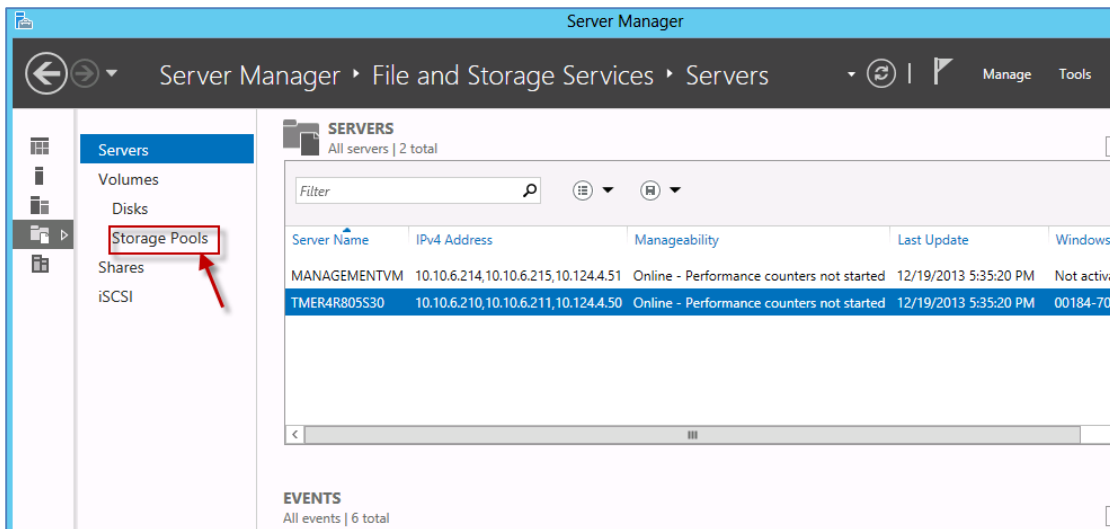 Server Manager
Server Manager ‣ File and Storage Services ‣ Servers
Manage Tools
Servers
Volumes
Disks
Storage Pools
Shares
iSCSI
SERVERS
All servers | 2 total
Filter
Server Name IPv4 Address Manageability Last Update Windows
MANAGEMENTVM 10.10.6.214,10.10.6.215,10.124.4.51 Online - Performance counters not started 12/19/2013 5:35:20 PM Not activa
TMER4R805S30 10.10.6.210,10.10.6.211,10.124.4.50 Online - Performance counters not started 12/19/2013 5:35:20 PM 00184-70
EVENTS
All events | 6 total